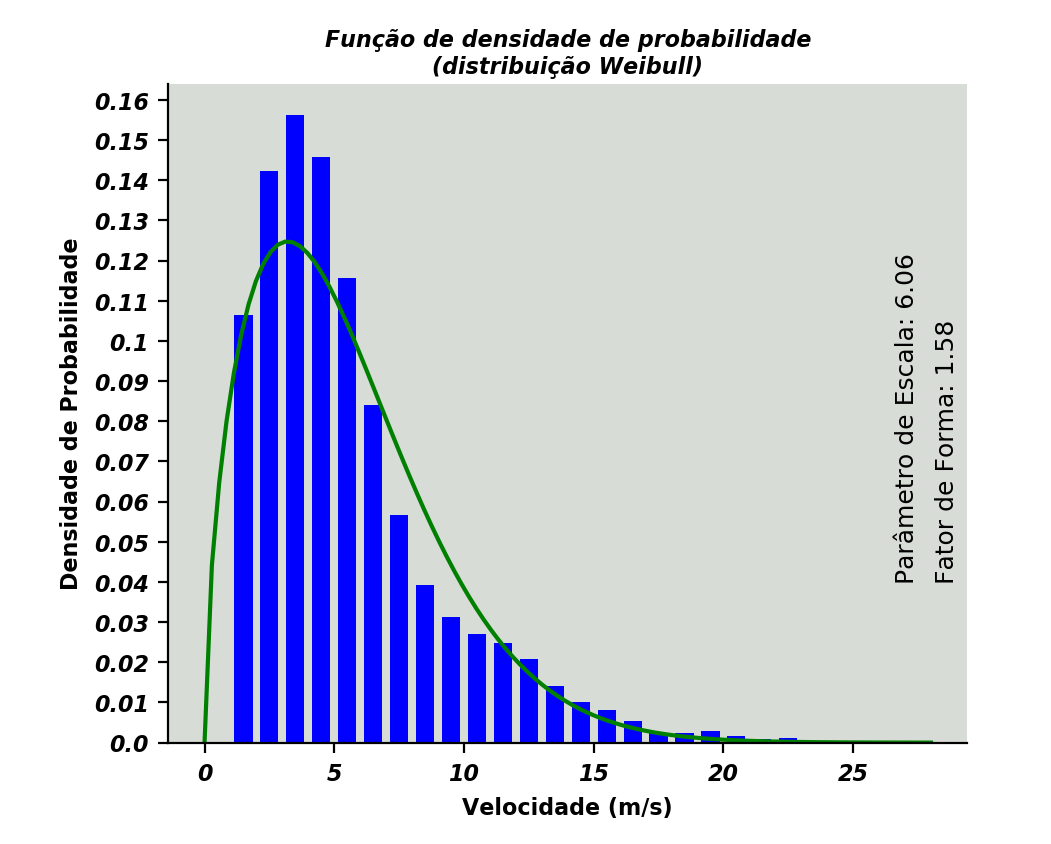 Função de densidade de probabilidade
(distribuição Weibull)
0.16
0.15
0.14
0.13
0.12
0.11
0.1
0.09
0.08
0.07
0.06
0.05
0.04
0.03
0.02
0.01
0.0
Densidade de Probabilidade
Parâmetro de Escala: 6.06
Fator de Forma: 1.58
0 5 10 15 20 25
Velocidade (m/s)